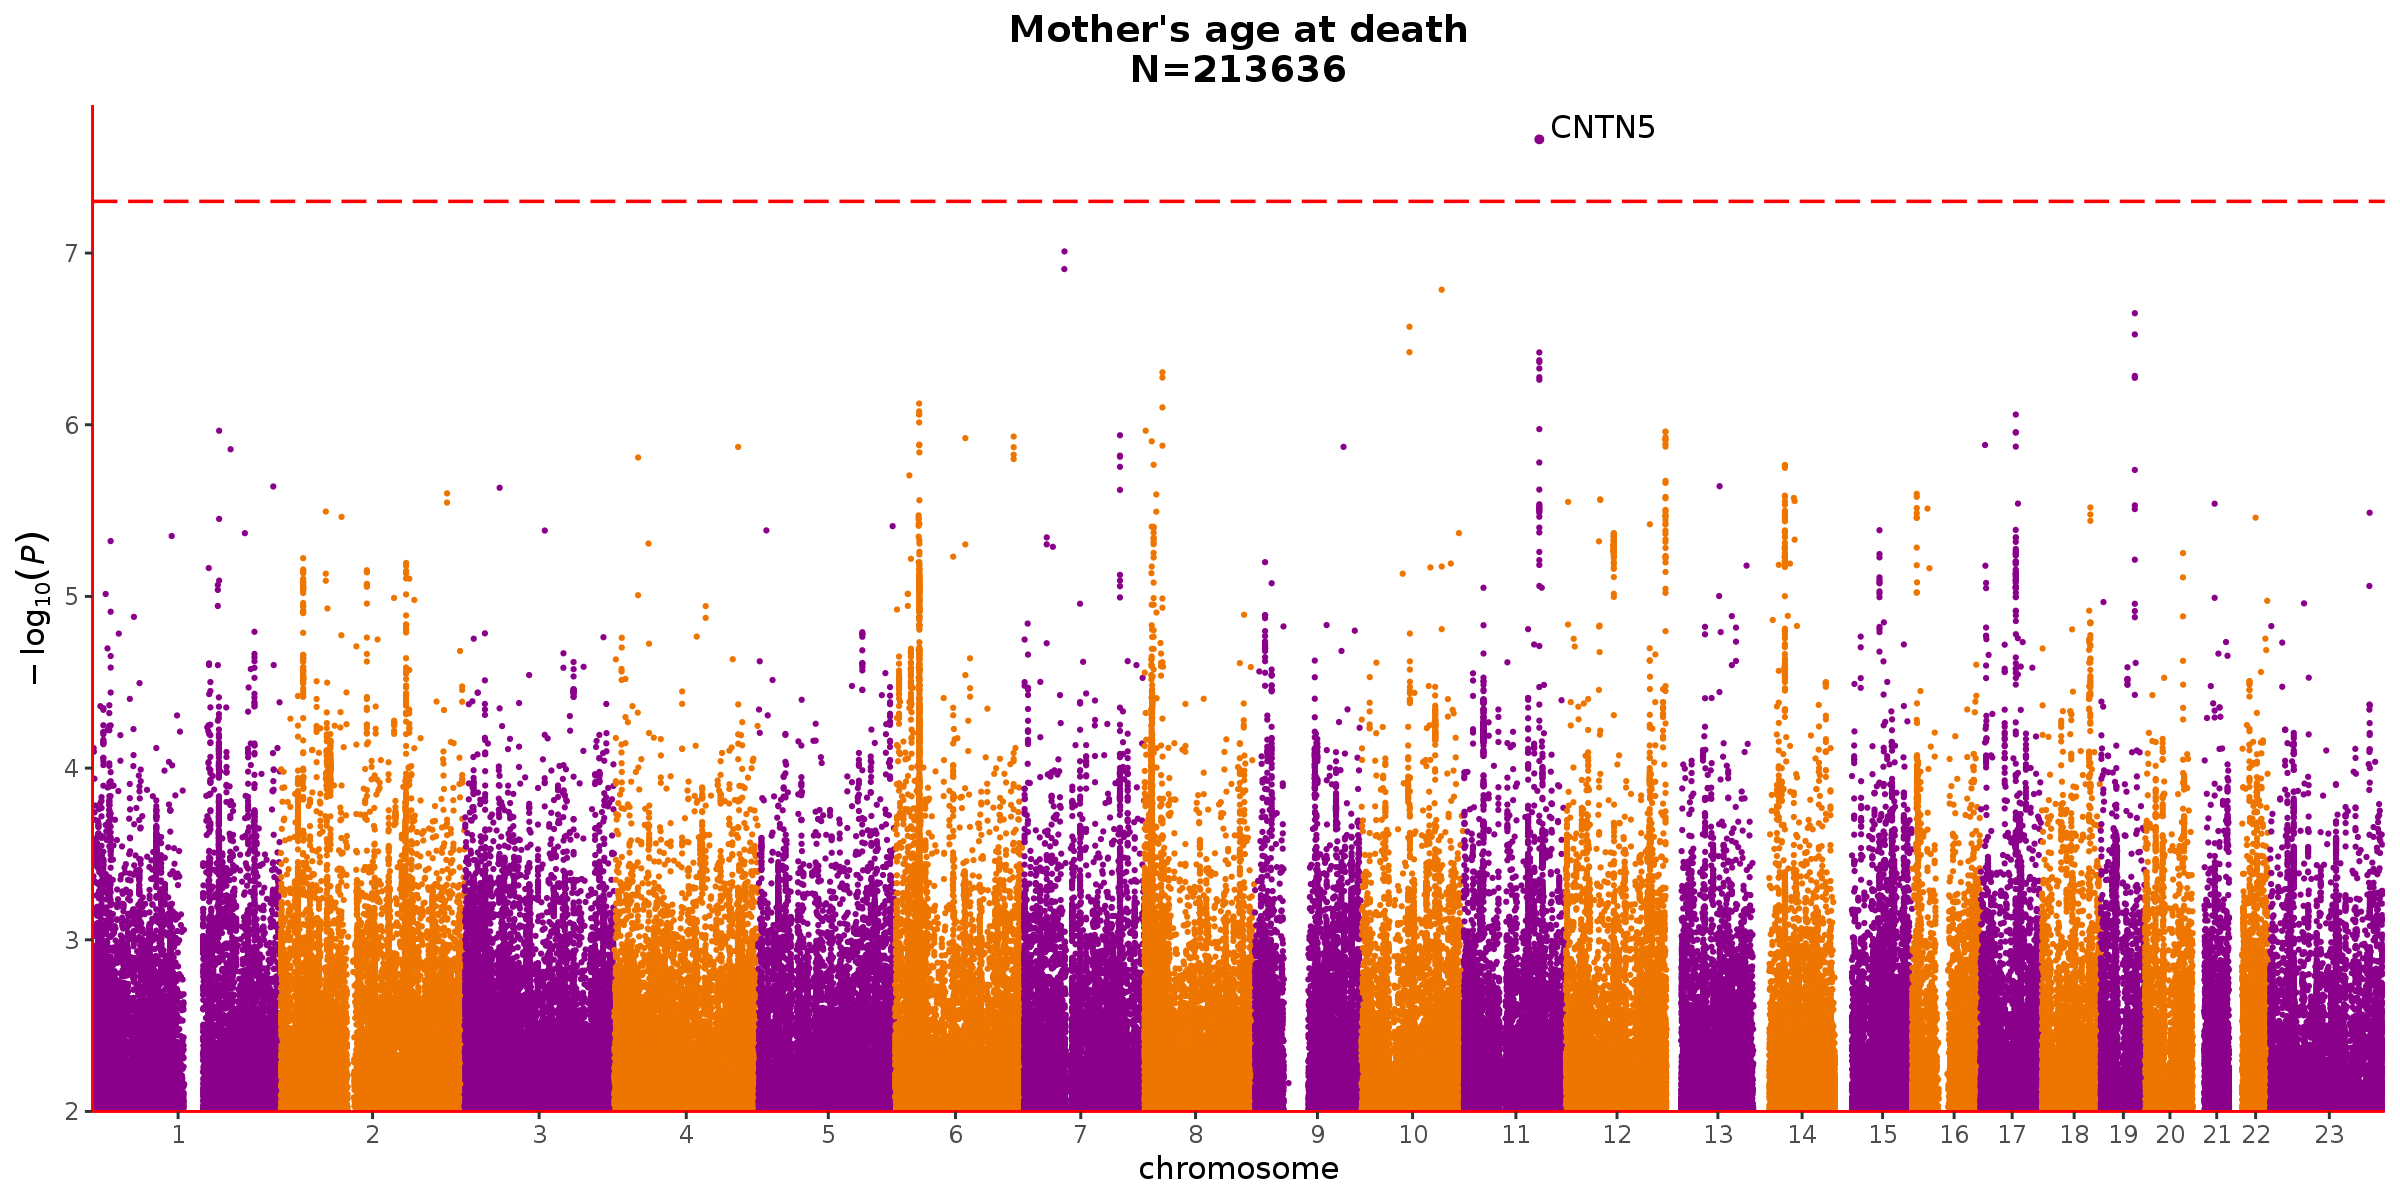 Mother's age at death
N=213636
CNTN5
7
6
5
4
3
2
−log10(P)
1 2 3 4 5 6 7 8 9 10 11 12 13 14 15 16 17 18 19 20 21 22 23
chromosome